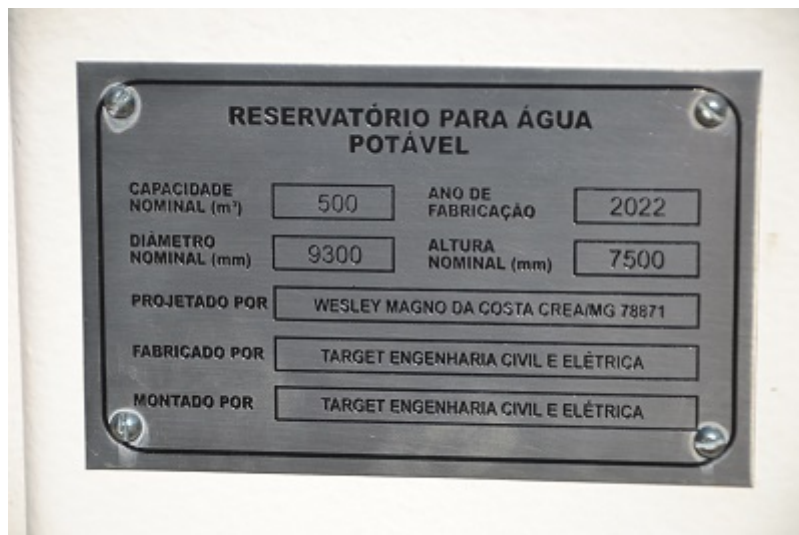 RESERVATÓRIO PARA ÁGUA
POTÁVEL
CAPACIDADE
NOMINAL (m³) 500 ANO DE
FABRICAÇÃO 2022
DIÂMETRO
NOMINAL (mm) 9300 ALTURA
NOMINAL (mm) 7500
PROJETADO POR WESLEY MAGNO DA COSTA CREA/MG 78871
FABRICADO POR TARGET ENGENHARIA CIVIL E ELÉTRICA
MONTADO POR TARGET ENGENHARIA CIVIL E ELÉTRICA